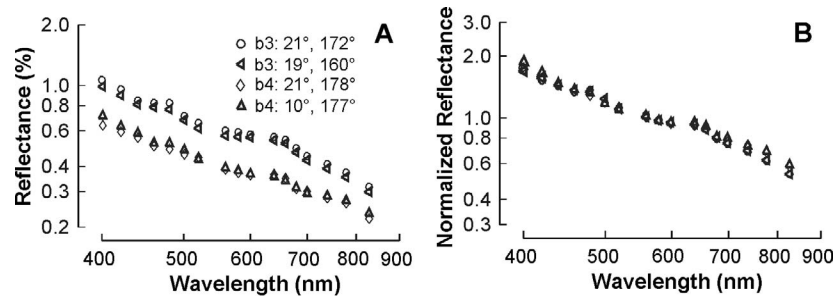 A
b3: 21°, 172°
b3: 19°, 160°
b4: 21°, 178°
b4: 10°, 177°
Reflectance (%)
2.0
1.0
0.8
0.6
0.4
0.3
0.2
400 500 600 700 800 900
Wavelength (nm)
B
Normalized Reflectance
3.0
2.0
1.0
0.8
0.6
0.4
0.3
400 500 600 700 800 900
Wavelength (nm)